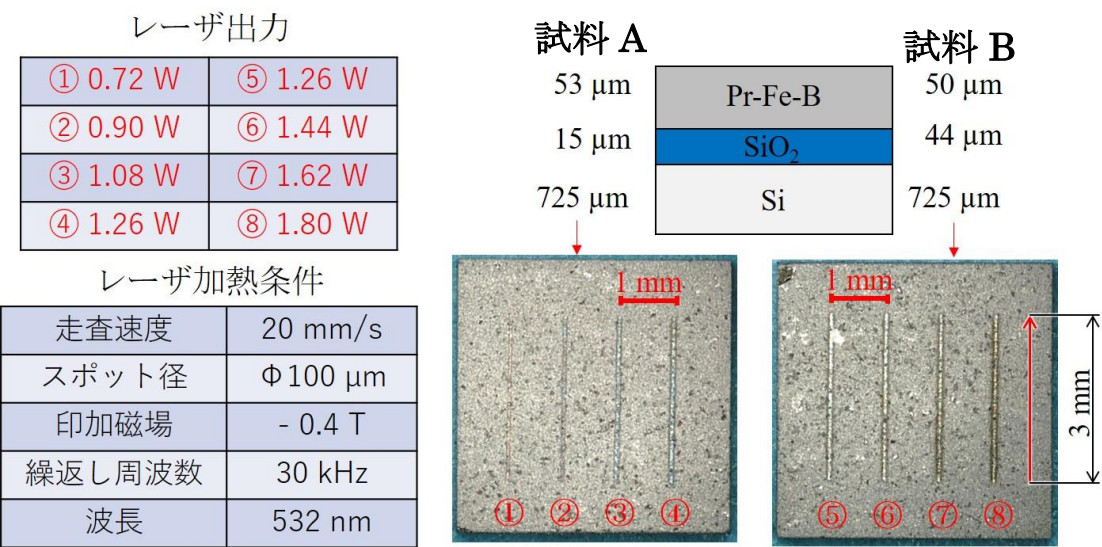 レーザ出力
① 0.72 W ⑤ 1.26 W
② 0.90 W ⑥ 1.44 W
③ 1.08 W ⑦ 1.62 W
④ 1.26 W ⑧ 1.80 W
レーザ加熱条件
走査速度 20 mm/s
スポット径 Φ100 μm
印加磁場 - 0.4 T
繰返し周波数 30 kHz
波長 532 nm
試料 A
試料 B
53 µm Pr-Fe-B 50 µm
15 µm SiO₂ 44 µm
725 µm Si 725 µm
1 mm
① ② ③ ④
1 mm
3 mm
⑤ ⑥ ⑦ ⑧